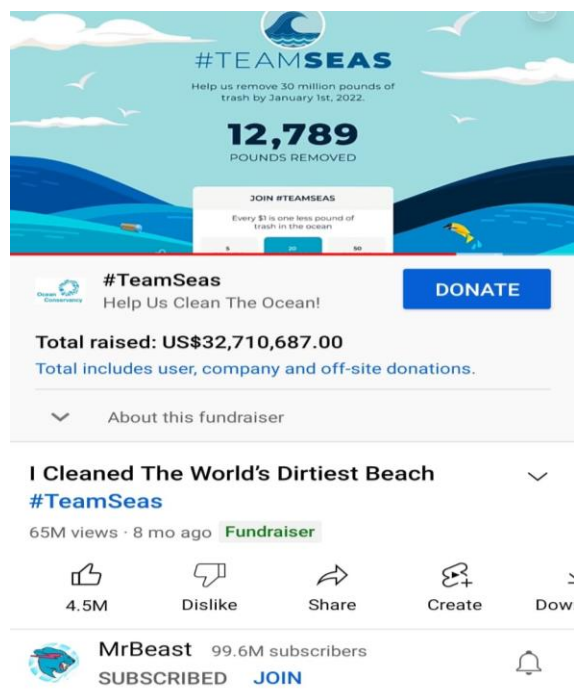 #TEAMSEAS
Help us remove 30 million pounds of
trash by January 1st, 2022.
12,789
POUNDS REMOVED
JOIN #TEAMSEAS
Every $1 is one less pound of
trash in the ocean
5 20 50
Ocean
Conservancy
#TeamSeas
Help Us Clean The Ocean!
DONATE
Total raised: US$32,710,687.00
Total includes user, company and off-site donations.
About this fundraiser
I Cleaned The World's Dirtiest Beach
#TeamSeas
65M views · 8 mo ago Fundraiser
4.5M Dislike Share Create Dow
MrBeast 99.6M subscribers
SUBSCRIBED JOIN